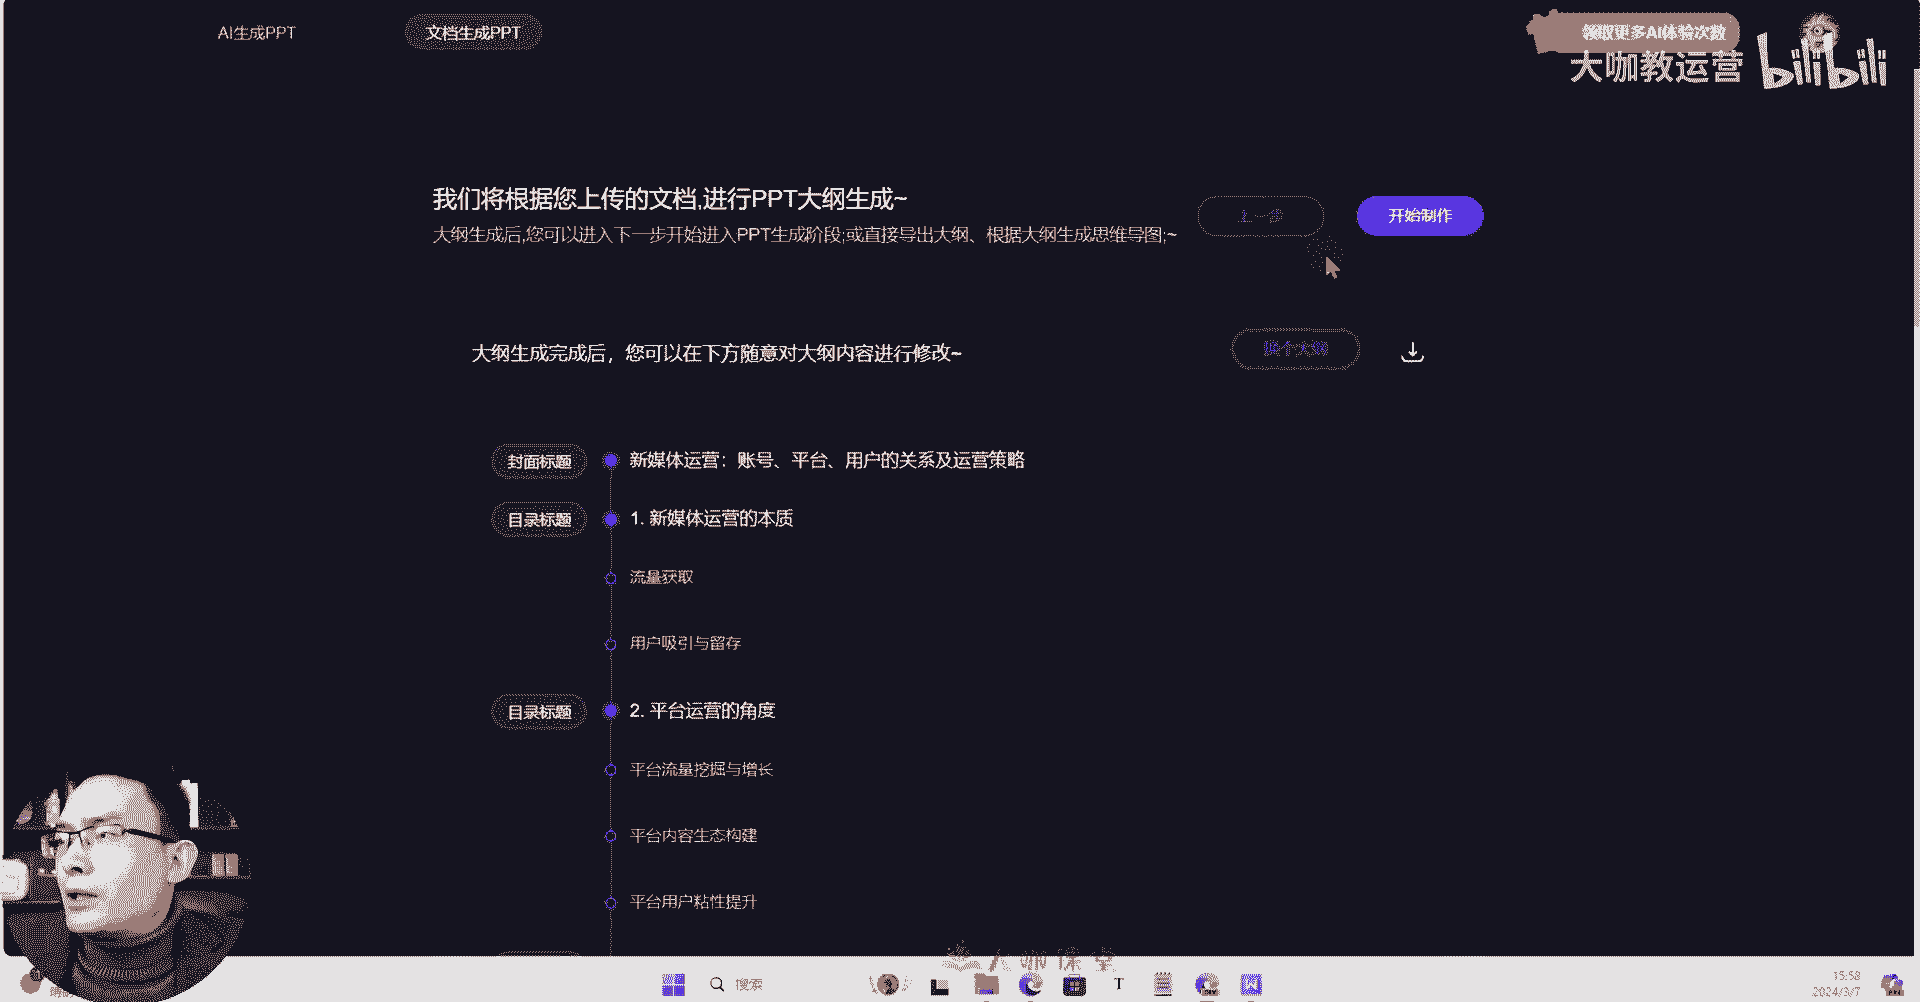 AI生成PPT
文档生成PPT
领取更多AI体验次数
大咖教运营 bilibili
我们将根据您上传的文档,进行PPT大纲生成~
大纲生成后,您可以进入下一步开始进入PPT生成阶段;或直接导出大纲、根据大纲生成思维导图;~
上一步
开始制作
大纲生成完成后，您可以在下方随意对大纲内容进行修改~
换个大纲
封面标题
新媒体运营：账号、平台、用户的关系及运营策略
目录标题
1. 新媒体运营的本质
流量获取
用户吸引与留存
目录标题
2. 平台运营的角度
平台流量挖掘与增长
平台内容生态构建
平台用户粘性提升
大咖课堂
搜索
15:58
2024/3/7